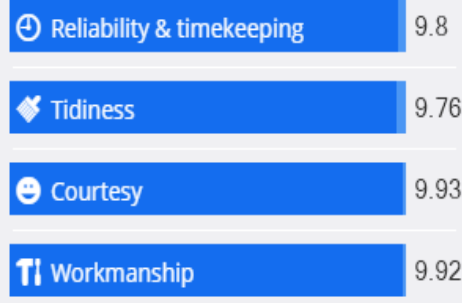 Reliability & timekeeping 9.8
Tidiness 9.76
Courtesy 9.93
Workmanship 9.92